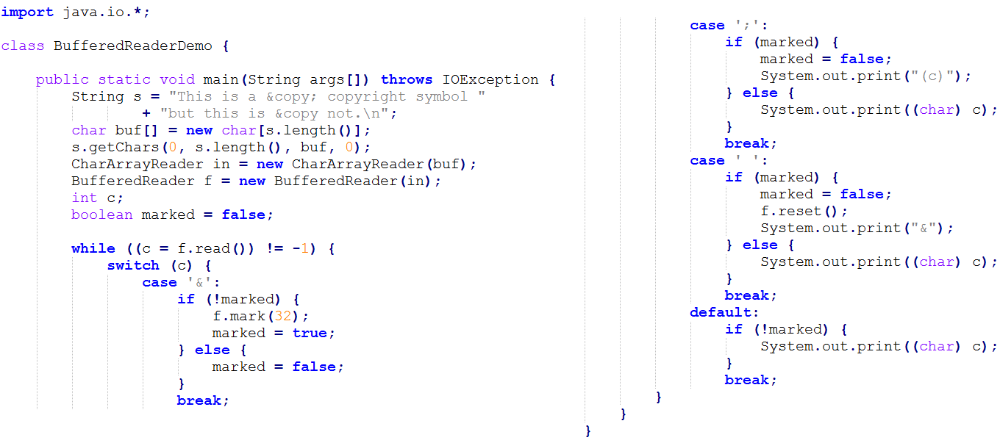 import java.io.*;
class BufferedReaderDemo {
public static void main(String args[]) throws IOException {
String s = "This is a &copy; copyright symbol "
+ "but this is &copy not.\n";
char buf[] = new char[s.length()];
s.getChars(0, s.length(), buf, 0);
CharArrayReader in = new CharArrayReader(buf);
BufferedReader f = new BufferedReader(in);
int c;
boolean marked = false;
while ((c = f.read()) != -1) {
switch (c) {
case '&':
if (!marked) {
f.mark(32);
marked = true;
} else {
marked = false;
}
break;
case ';':
if (marked) {
marked = false;
System.out.print("(c)");
} else {
System.out.print((char) c);
}
break;
case ' ':
if (marked) {
marked = false;
f.reset();
System.out.print("&");
} else {
System.out.print((char) c);
}
break;
default:
if (!marked) {
System.out.print((char) c);
}
break;
}
}
}